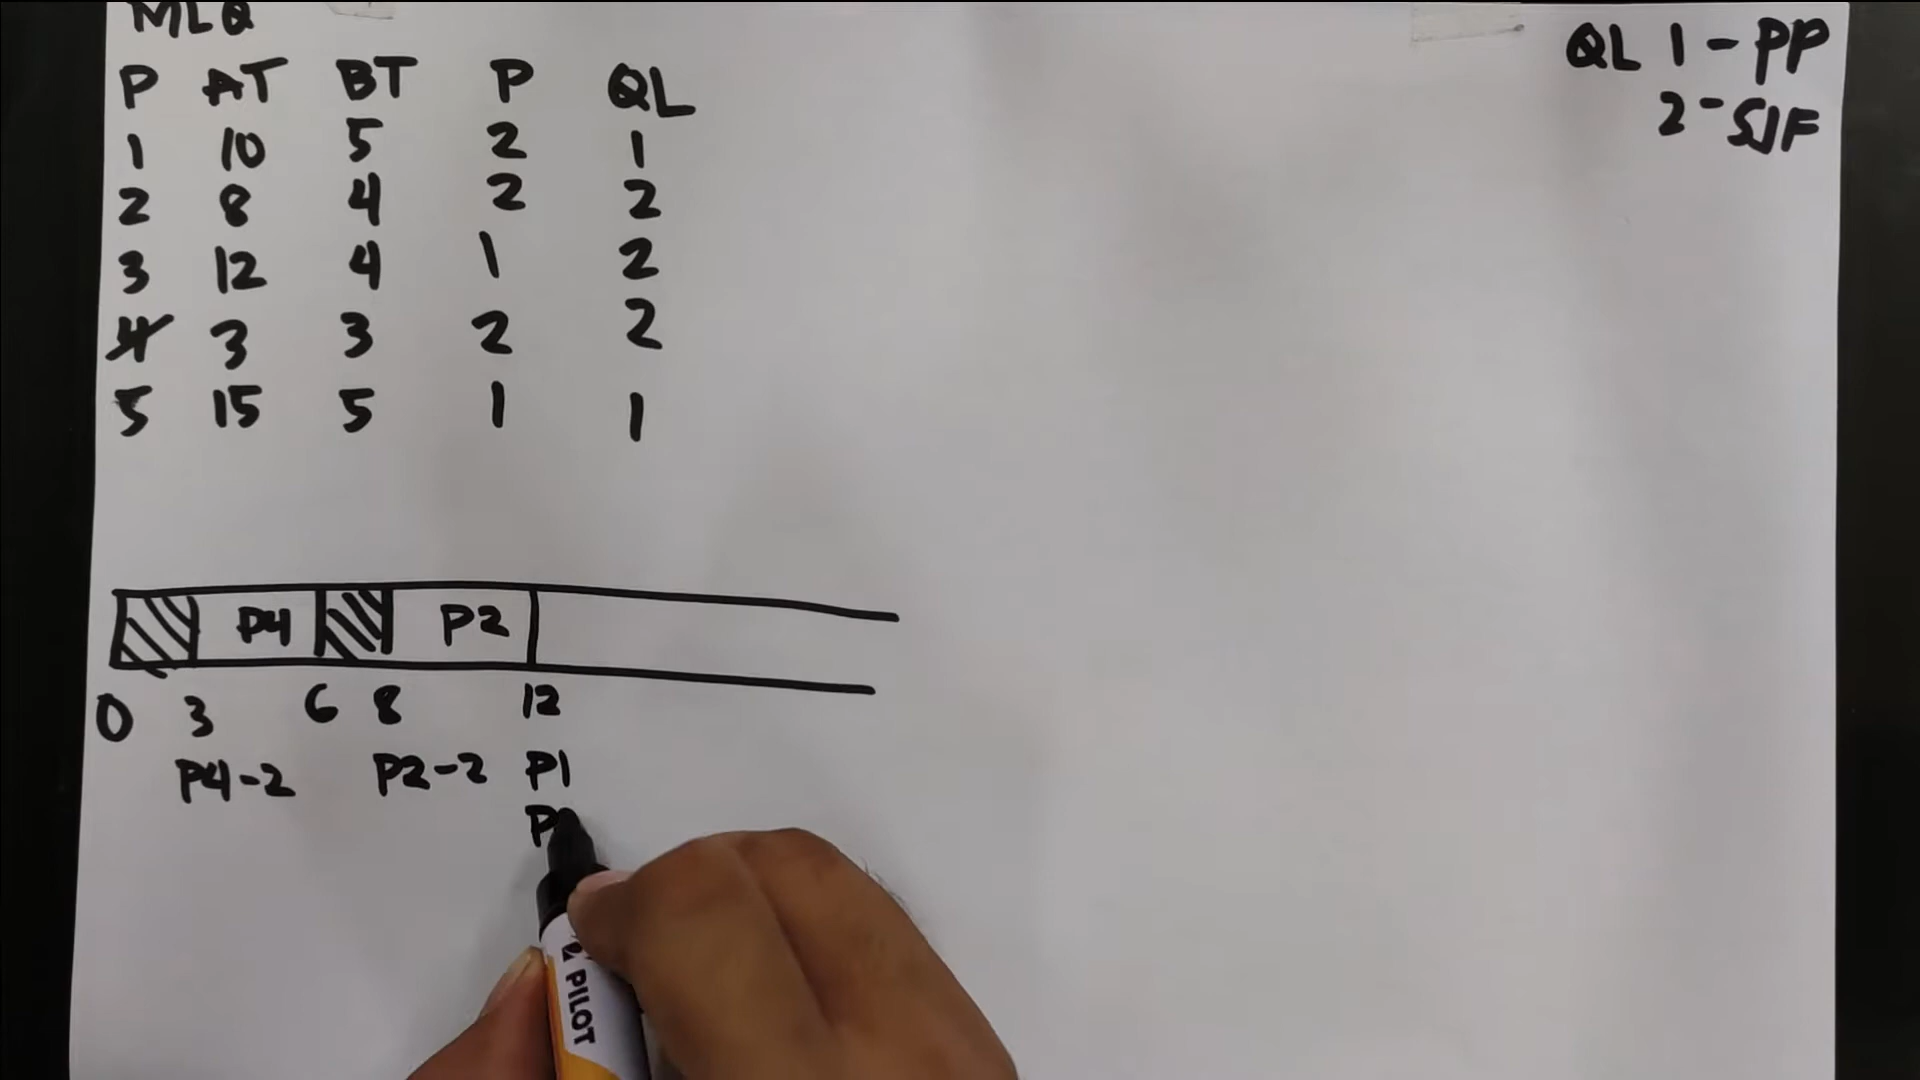 MLQ
QL 1 - PP
2 - SJF
P AT BT P QL
1 10 5 2 1
2 8 4 2 2
3 12 4 1 2
4 3 3 2 2
5 15 5 1 1
P4 P2
0 3 6 8 12
P4-2 P2-2 P1
PILOT